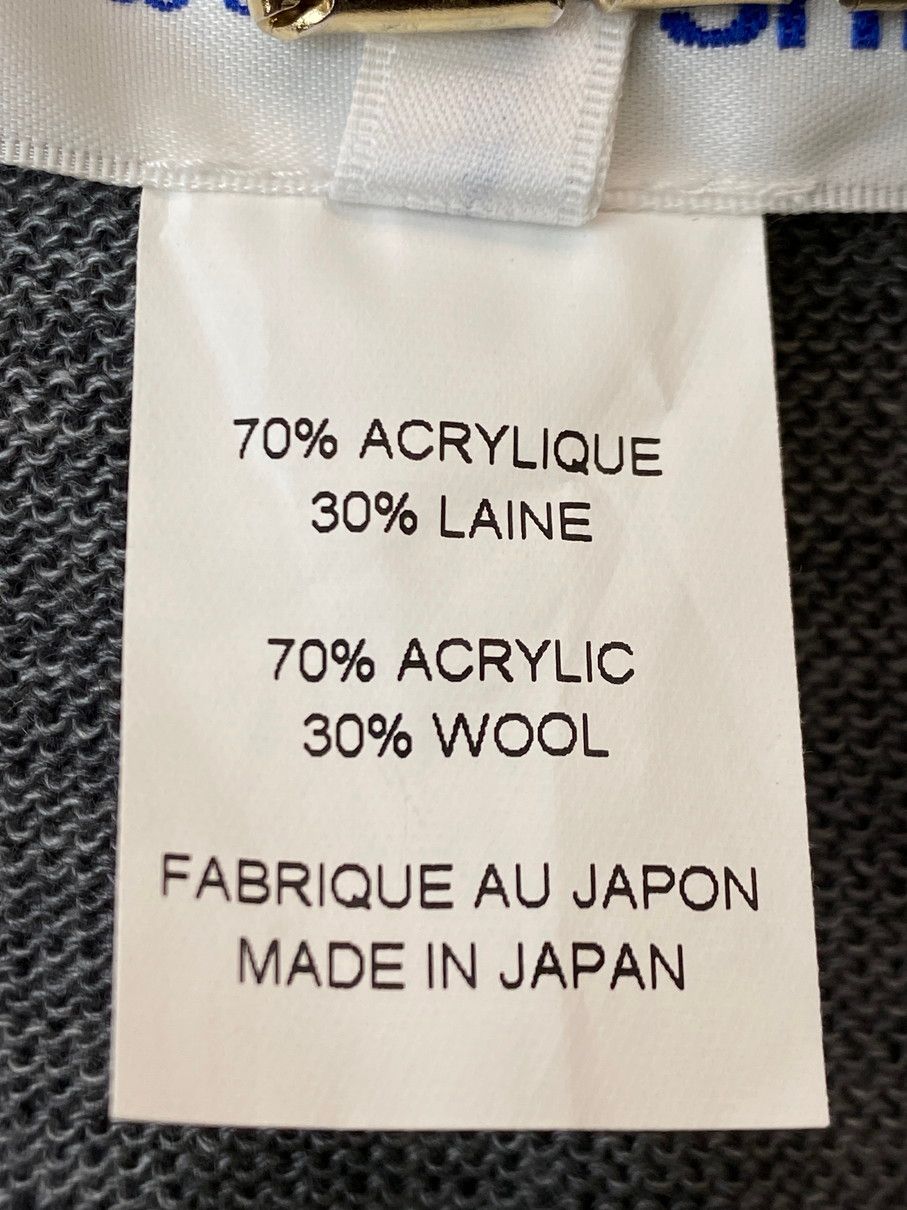 70% ACRYLIQUE
30% LAINE
70% ACRYLIC
30% WOOL
FABRIQUE AU JAPON
MADE IN JAPAN